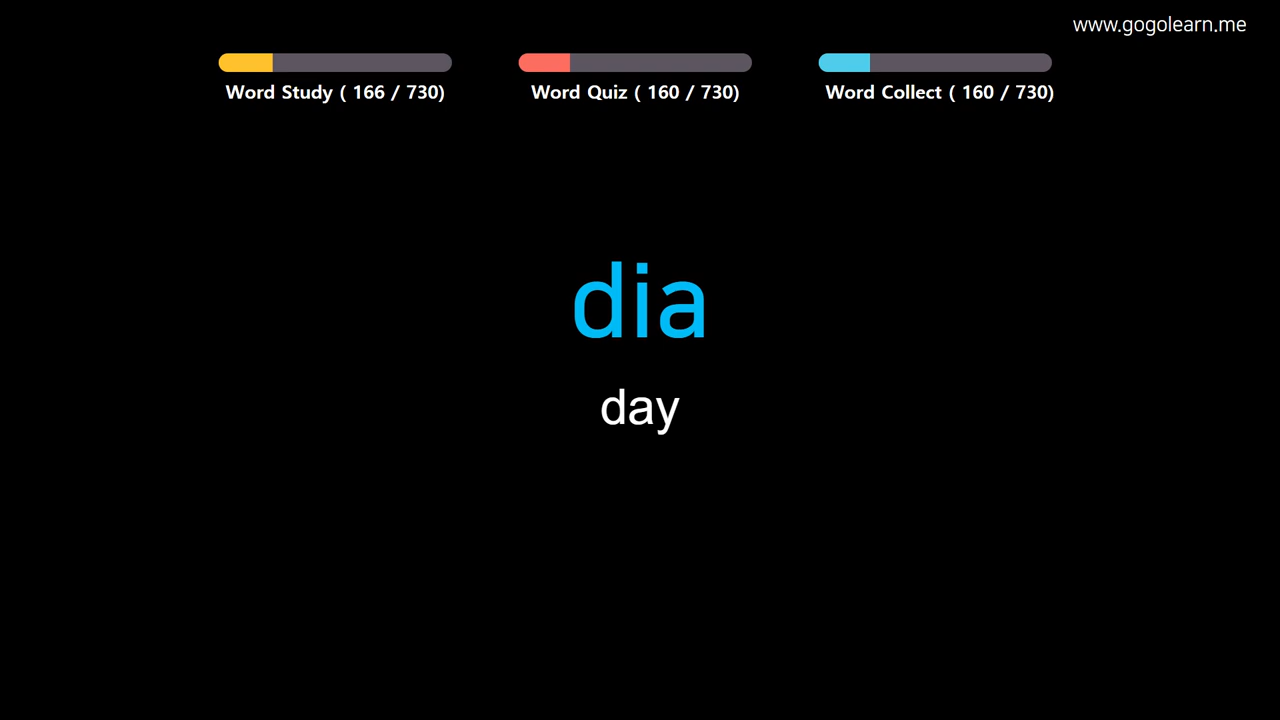 www.gogolearn.me
Word Study ( 166 / 730)
Word Quiz ( 160 / 730)
Word Collect ( 160 / 730)
dia
day